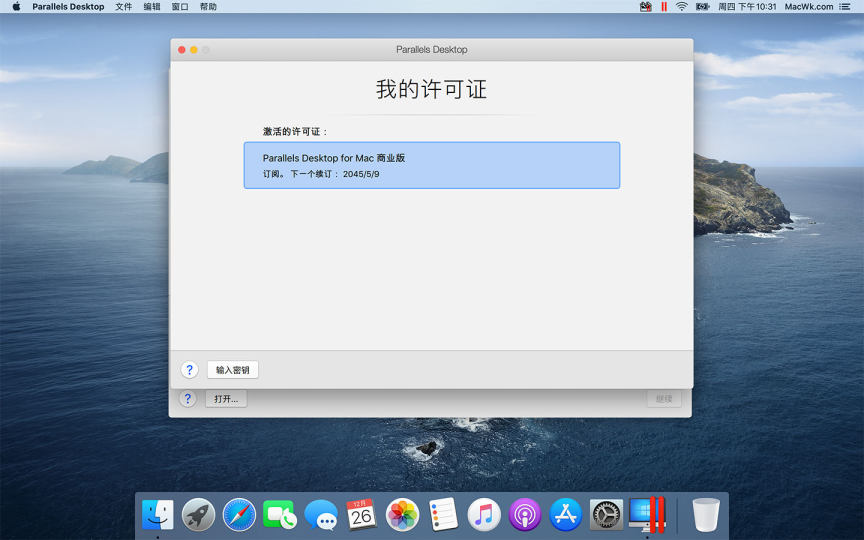 Parallels Desktop 文件 编辑 窗口 帮助 周四 下午10:31 MacWk.com
Parallels Desktop
我的许可证
激活的许可证：
Parallels Desktop for Mac 商业版
订阅。 下一个续订： 2045/5/9
? 输入密钥
? 打开... 继续
12月
26